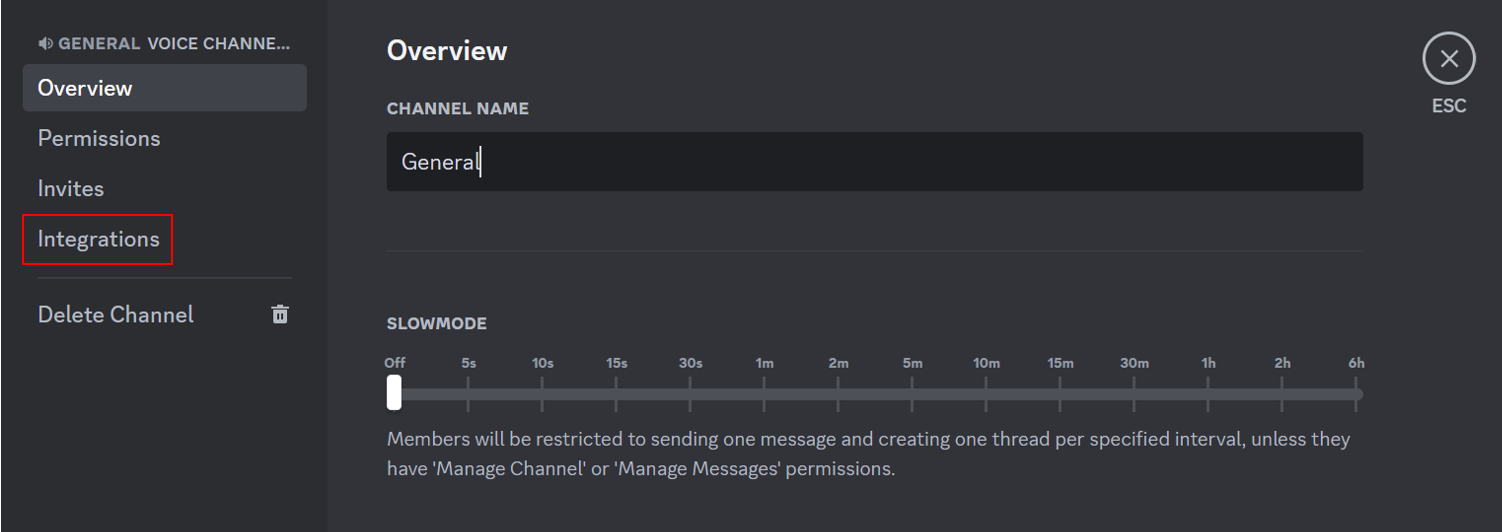 GENERAL VOICE CHANNE...
Overview
Permissions
Invites
Integrations
Delete Channel
Overview
CHANNEL NAME
General
SLOWMODE
Off 5s 10s 15s 30s 1m 2m 5m 10m 15m 30m 1h 2h 6h
Members will be restricted to sending one message and creating one thread per specified interval, unless they
have 'Manage Channel' or 'Manage Messages' permissions.
ESC